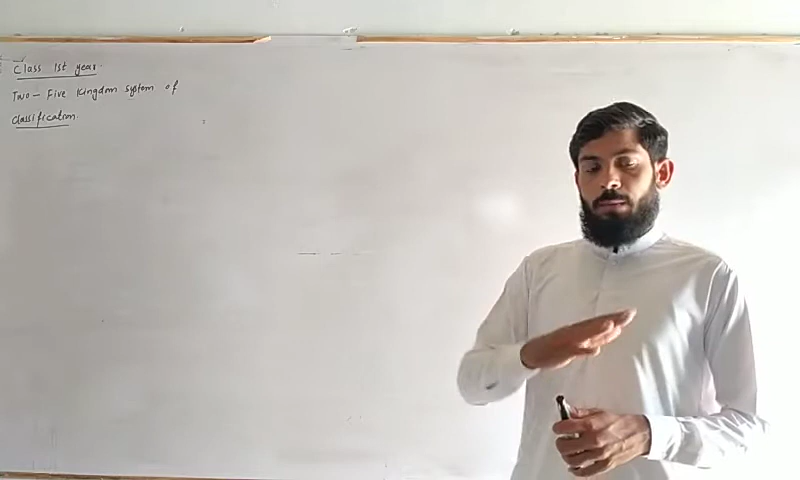 Class 1st year.
Two - Five Kingdom system of
classification.